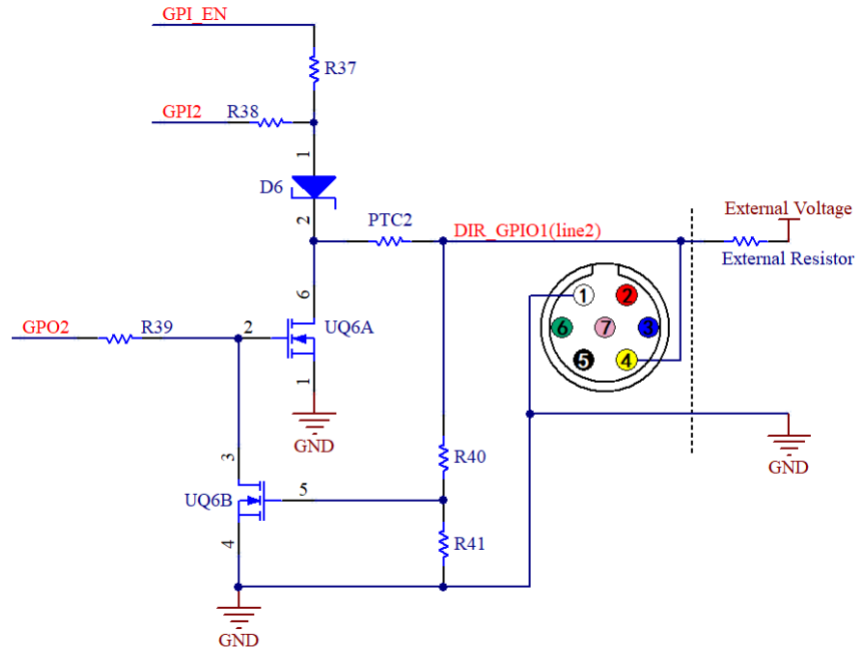 GPI_EN
R37
GPI2
R38
1
D6
2
PTC2
DIR_GPIO1(line2)
External Voltage
External Resistor
6
1
2
6
7
3
5
4
GPO2
R39
2
UQ6A
1
GND
GND
R40
3
UQ6B
5
4
R41
GND